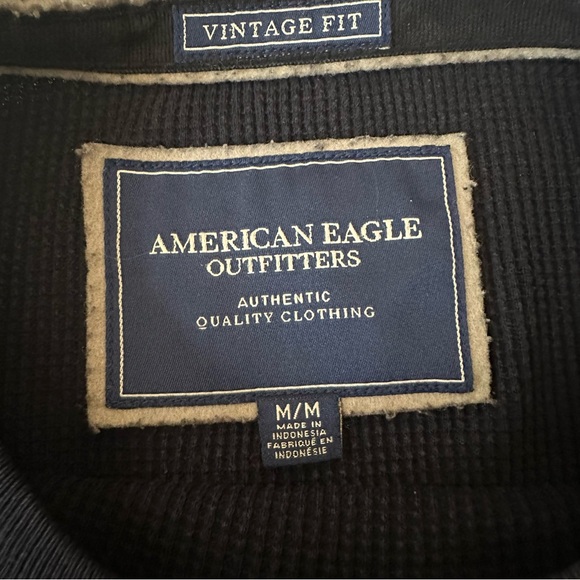 VINTAGE FIT
AMERICAN EAGLE
OUTFITTERS
AUTHENTIC
QUALITY CLOTHING
M/M
MADE IN
INDONESIA
FABRIQUÉ EN
INDONÉSIE